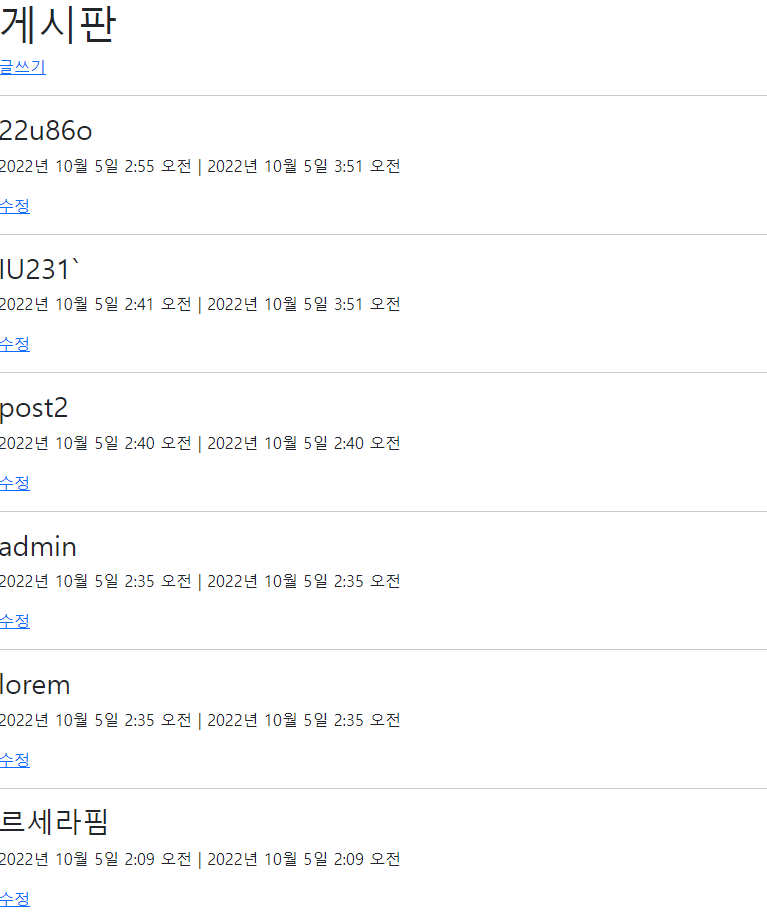 게시판
글쓰기
22u86o
2022년 10월 5일 2:55 오전 | 2022년 10월 5일 3:51 오전
수정
IU231`
2022년 10월 5일 2:41 오전 | 2022년 10월 5일 3:51 오전
수정
post2
2022년 10월 5일 2:40 오전 | 2022년 10월 5일 2:40 오전
수정
admin
2022년 10월 5일 2:35 오전 | 2022년 10월 5일 2:35 오전
수정
lorem
2022년 10월 5일 2:35 오전 | 2022년 10월 5일 2:35 오전
수정
르세라핌
2022년 10월 5일 2:09 오전 | 2022년 10월 5일 2:09 오전
수정